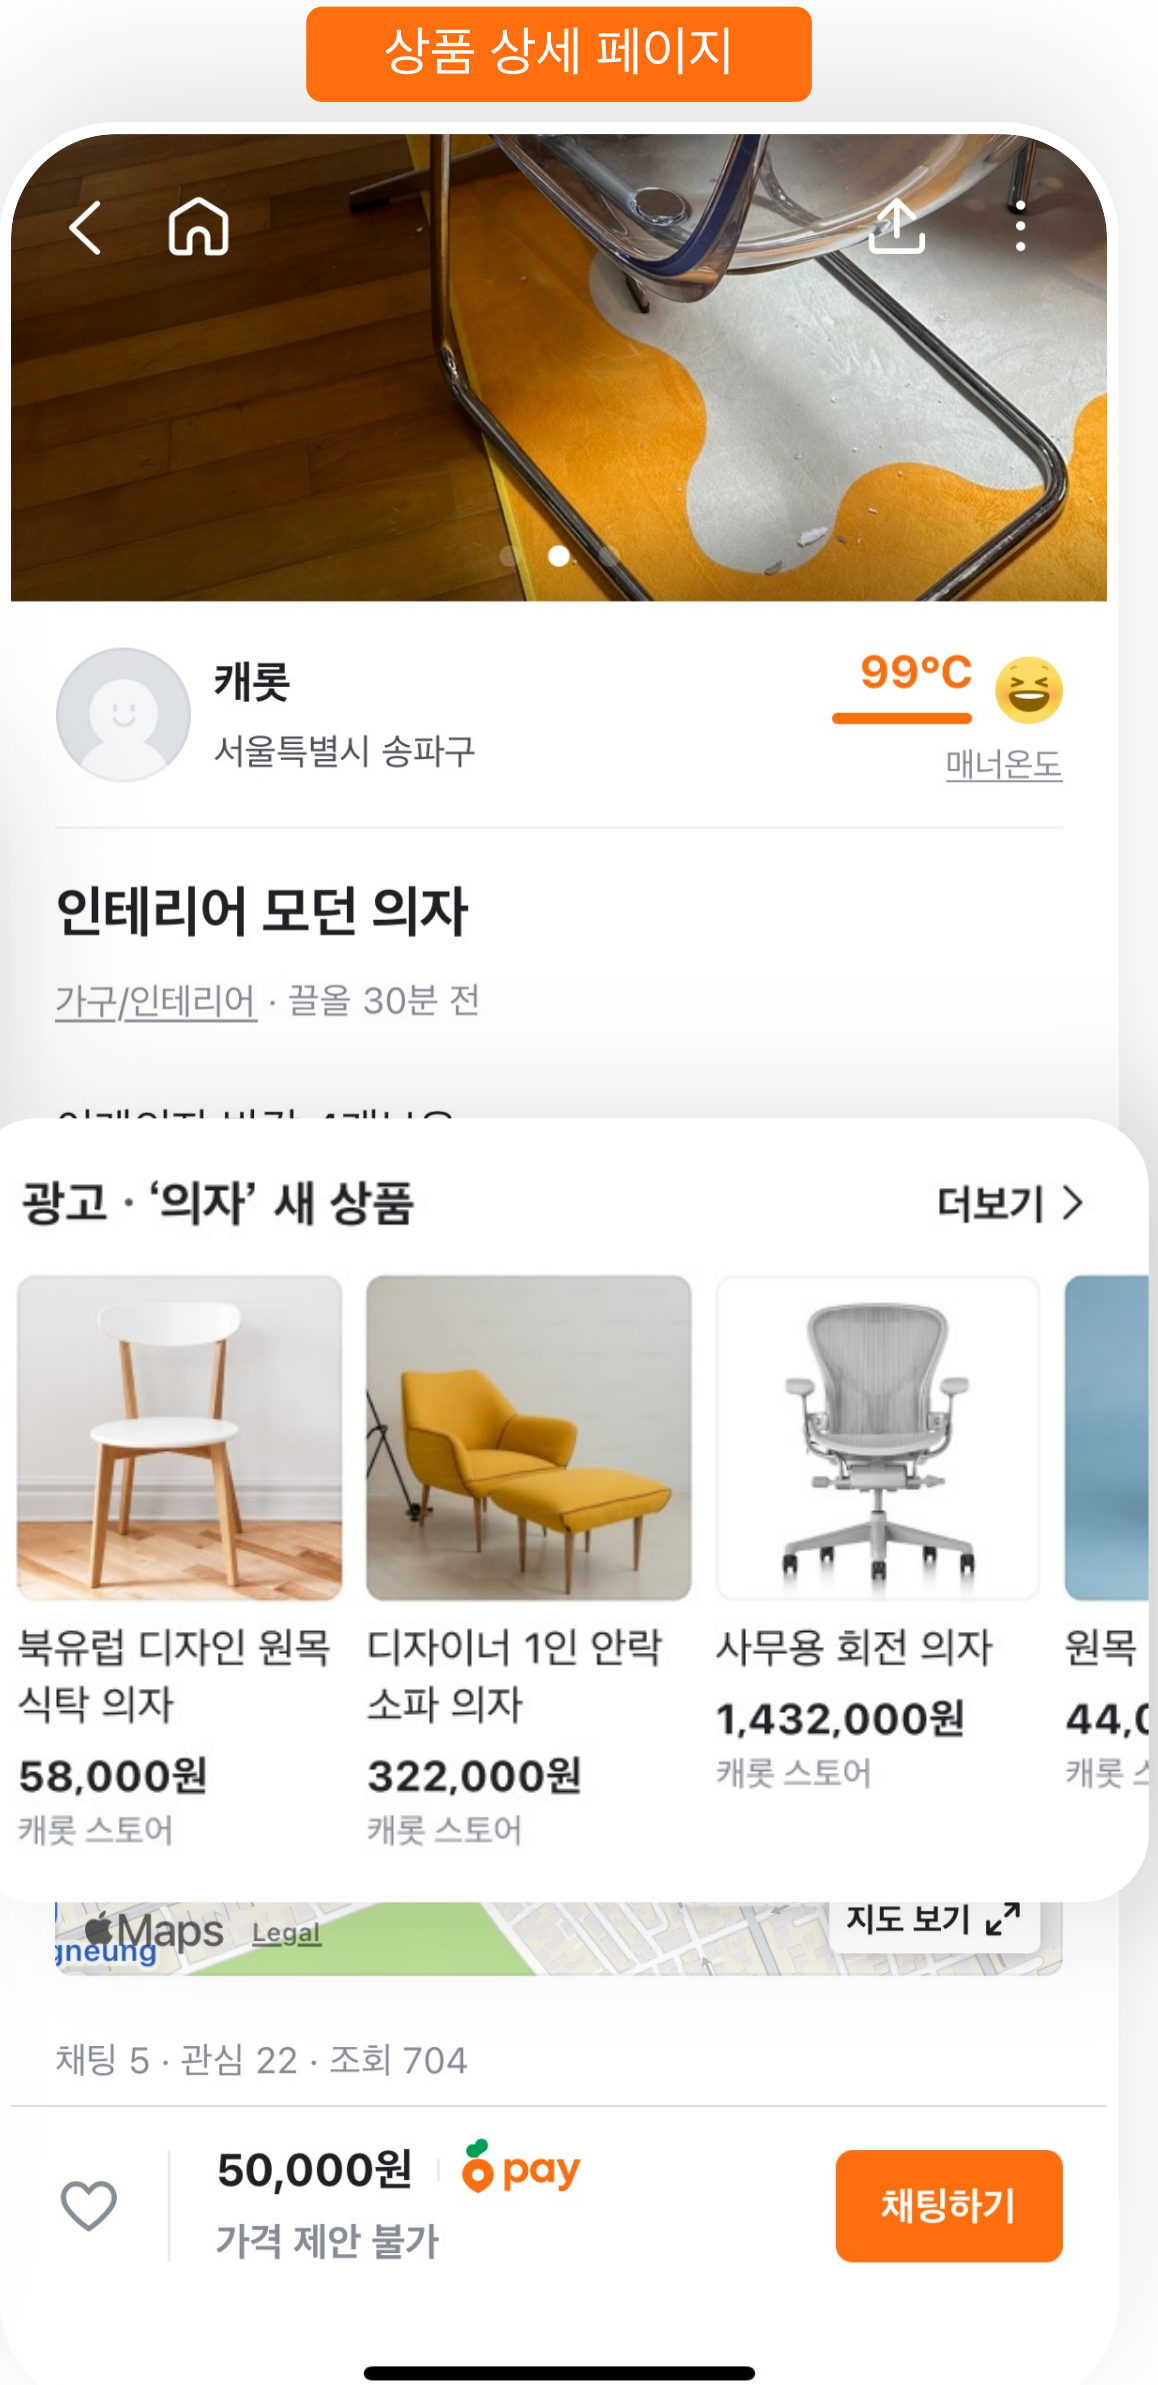 상품 상세 페이지
캐롯
서울특별시 송파구
99°C
매너온도
인테리어 모던 의자
가구/인테리어 · 끌올 30분 전
광고 · ‘의자’ 새 상품
더보기
북유럽 디자인 원목
식탁 의자
58,000원
캐롯 스토어
디자이너 1인 안락
소파 의자
322,000원
캐롯 스토어
사무용 회전 의자
1,432,000원
캐롯 스토어
원목
44,0
캐롯
gneung
Maps
Legal
지도 보기
채팅 5 · 관심 22 · 조회 704
50,000원
pay
가격 제안 불가
채팅하기